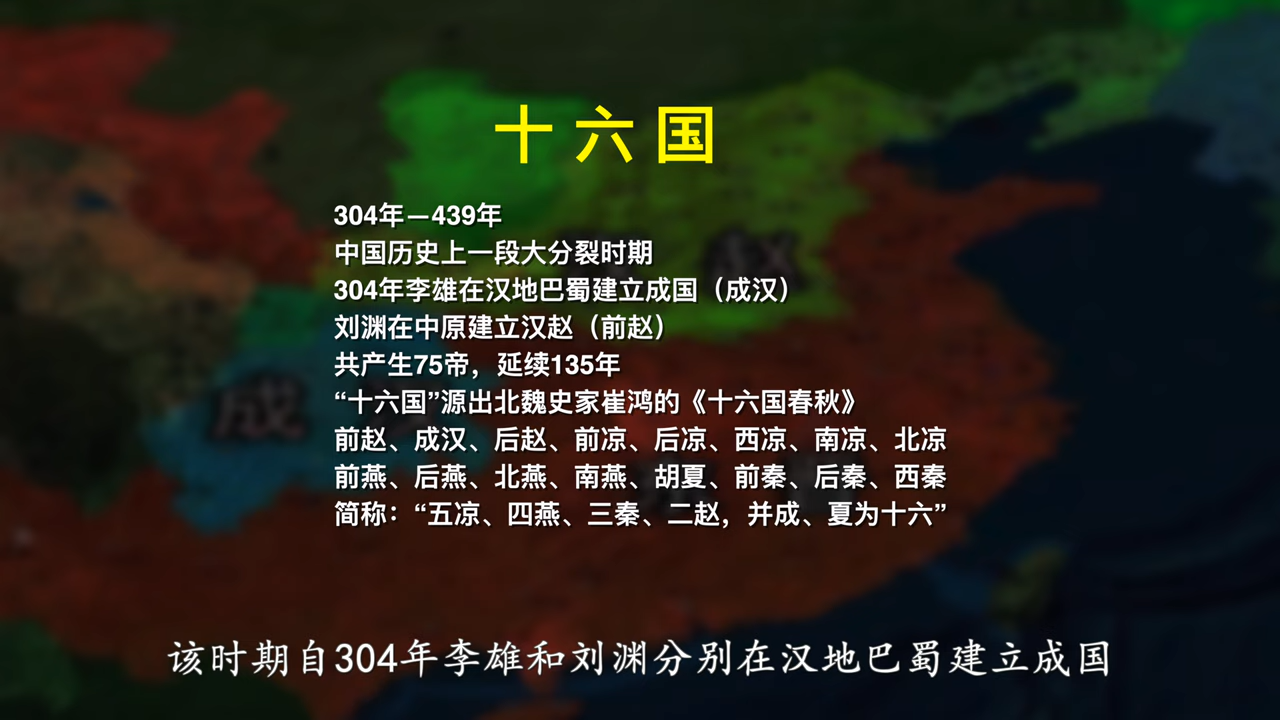 十六国
304年－439年
中国历史上一段大分裂时期
304年李雄在汉地巴蜀建立成国（成汉）
刘渊在中原建立汉赵（前赵）
共产生75帝，延续135年
“十六国”源出北魏史家崔鸿的《十六国春秋》
前赵、成汉、后赵、前凉、后凉、西凉、南凉、北凉
前燕、后燕、北燕、南燕、胡夏、前秦、后秦、西秦
简称：“五凉、四燕、三秦、二赵，并成、夏为十六”
成
赵
该时期自304年李雄和刘渊分别在汉地巴蜀建立成国